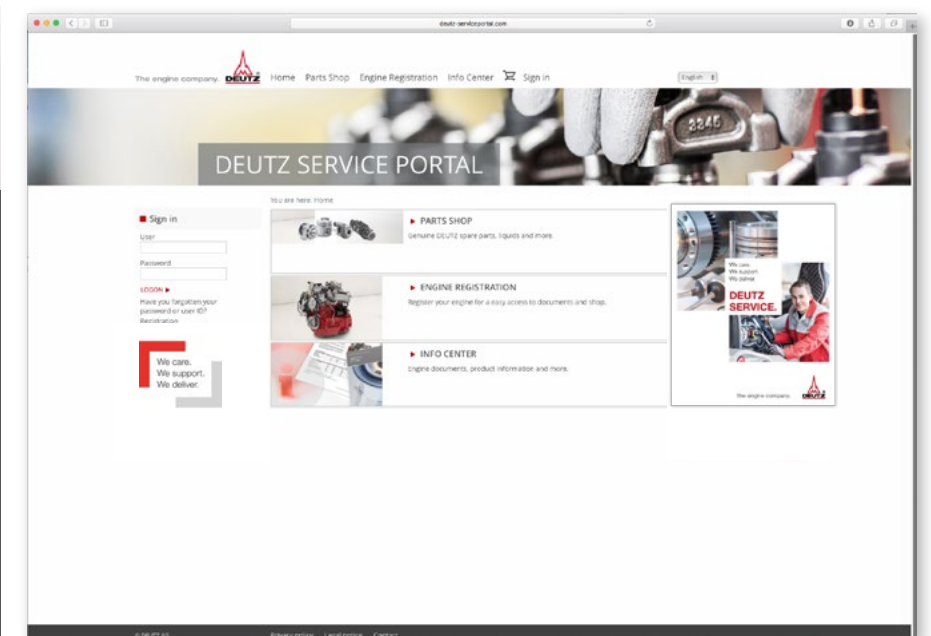 deutz-serviceportal.com
The engine company. DEUTZ
Home Parts Shop Engine Registration Info Center Sign in
English
3245
DEUTZ SERVICE PORTAL
You are here: Home
Sign in
User
Password
LOGON
Have you forgotten your
password or user ID?
Registration
We care.
We support.
We deliver.
PARTS SHOP
Genuine DEUTZ spare parts, liquids and more.
ENGINE REGISTRATION
Register your engine for a easy access to documents and shop.
INFO CENTER
Engine documents, product information and more.
We care.
We support.
We deliver.
DEUTZ
SERVICE.
The engine company. DEUTZ
© DEUTZ AG
Privacy policy Legal notice Contact